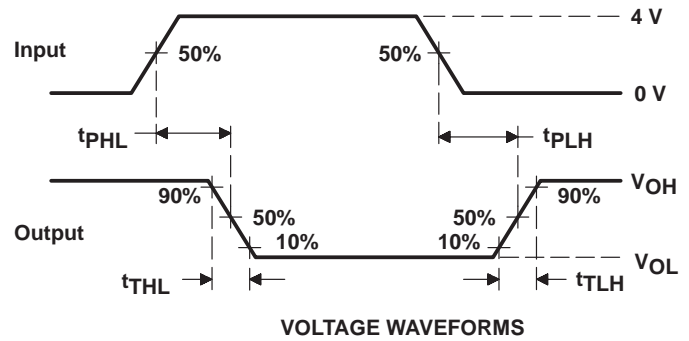 4 V
Input
50%
50%
0 V
tPHL
tPLH
90%
VOH
90%
50%
50%
Output
10%
10%
VOL
tTHL
tTLH
VOLTAGE WAVEFORMS